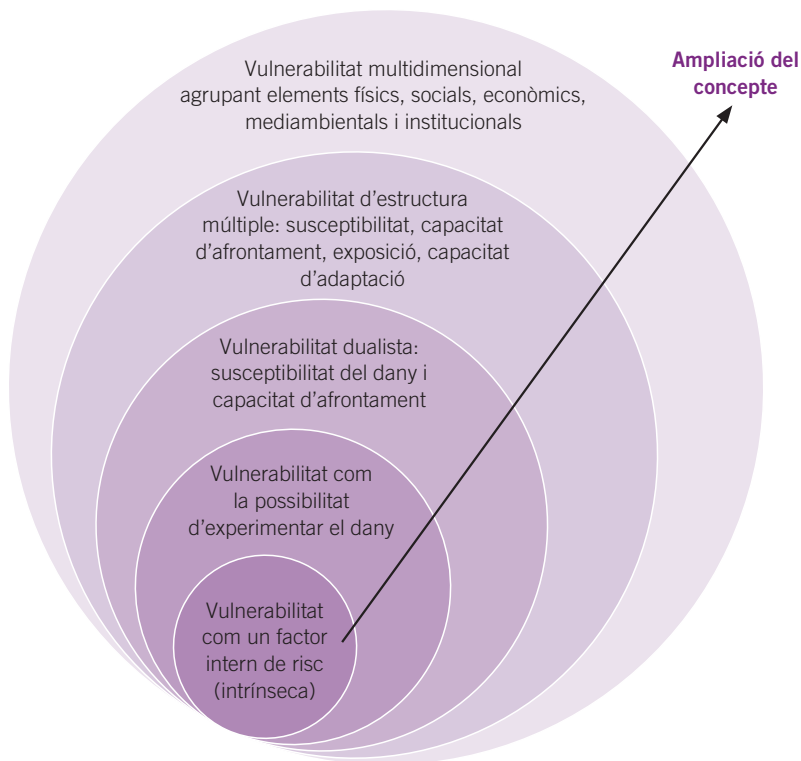 Vulnerabilitat multidimensional
agrupant elements físics, socials, econòmics,
mediambientals i institucionals
Ampliació del
concepte
Vulnerabilitat d’estructura
múltiple: susceptibilitat, capacitat
d’afrontament, exposició, capacitat
d’adaptació
Vulnerabilitat dualista:
susceptibilitat del dany i
capacitat d’afrontament
Vulnerabilitat com
la possibilitat
d’experimentar el dany
Vulnerabilitat
com un factor
intern de risc
(intrínseca)